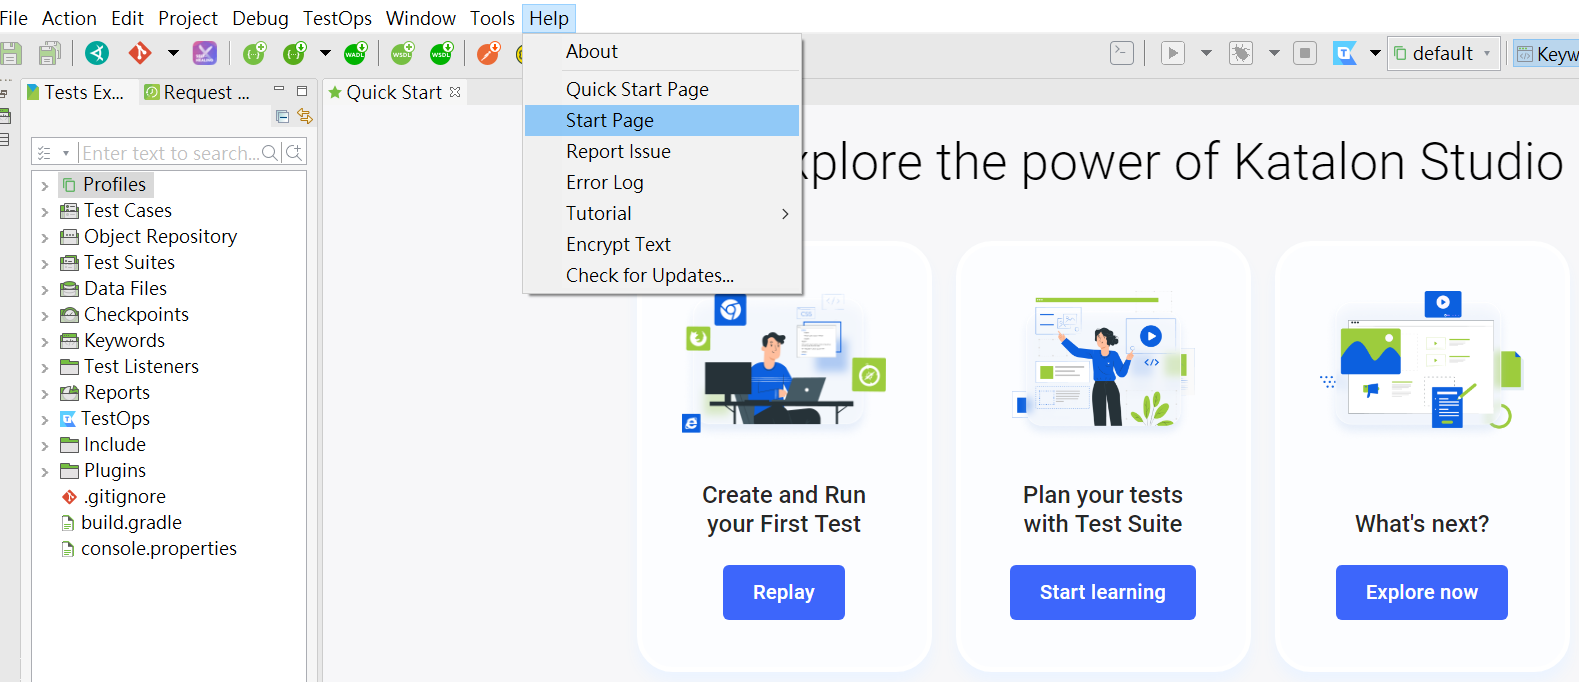 File Action Edit Project Debug TestOps Window Tools Help
WADL WSDL WSDL
default
Keyw
Tests Ex...
Request ...
Quick Start
Enter text to search...
Profiles
Test Cases
Object Repository
Test Suites
Data Files
Checkpoints
Keywords
Test Listeners
Reports
TestOps
Include
Plugins
.gitignore
build.gradle
console.properties
About
Quick Start Page
Start Page
Report Issue
Error Log
Tutorial
Encrypt Text
Check for Updates...
xplore the power of Katalon Studio
CSS
</>
</>
Create and Run
your First Test
Replay
Plan your tests
with Test Suite
Start learning
What's next?
Explore now